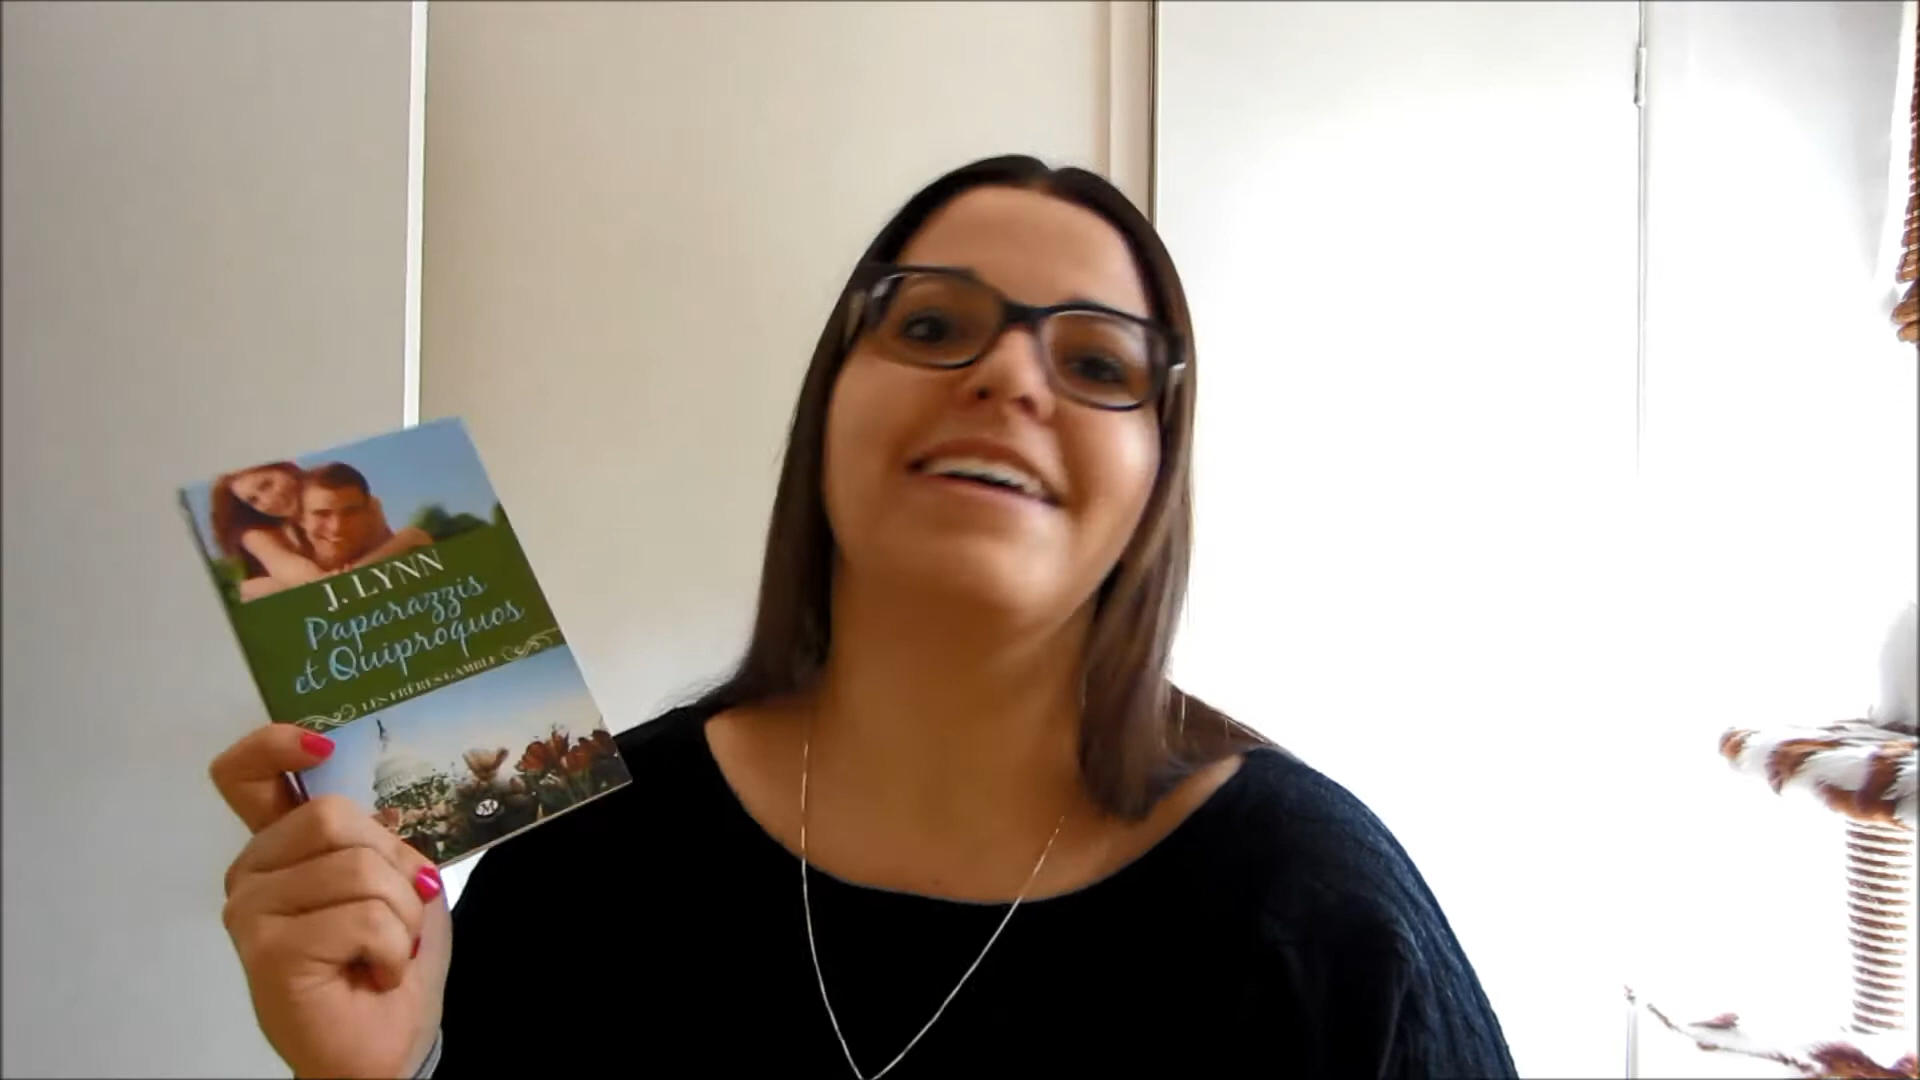 J. LYNN
Paparazzis
et Quiproquos
LES FRÈRES GAMBLE
M